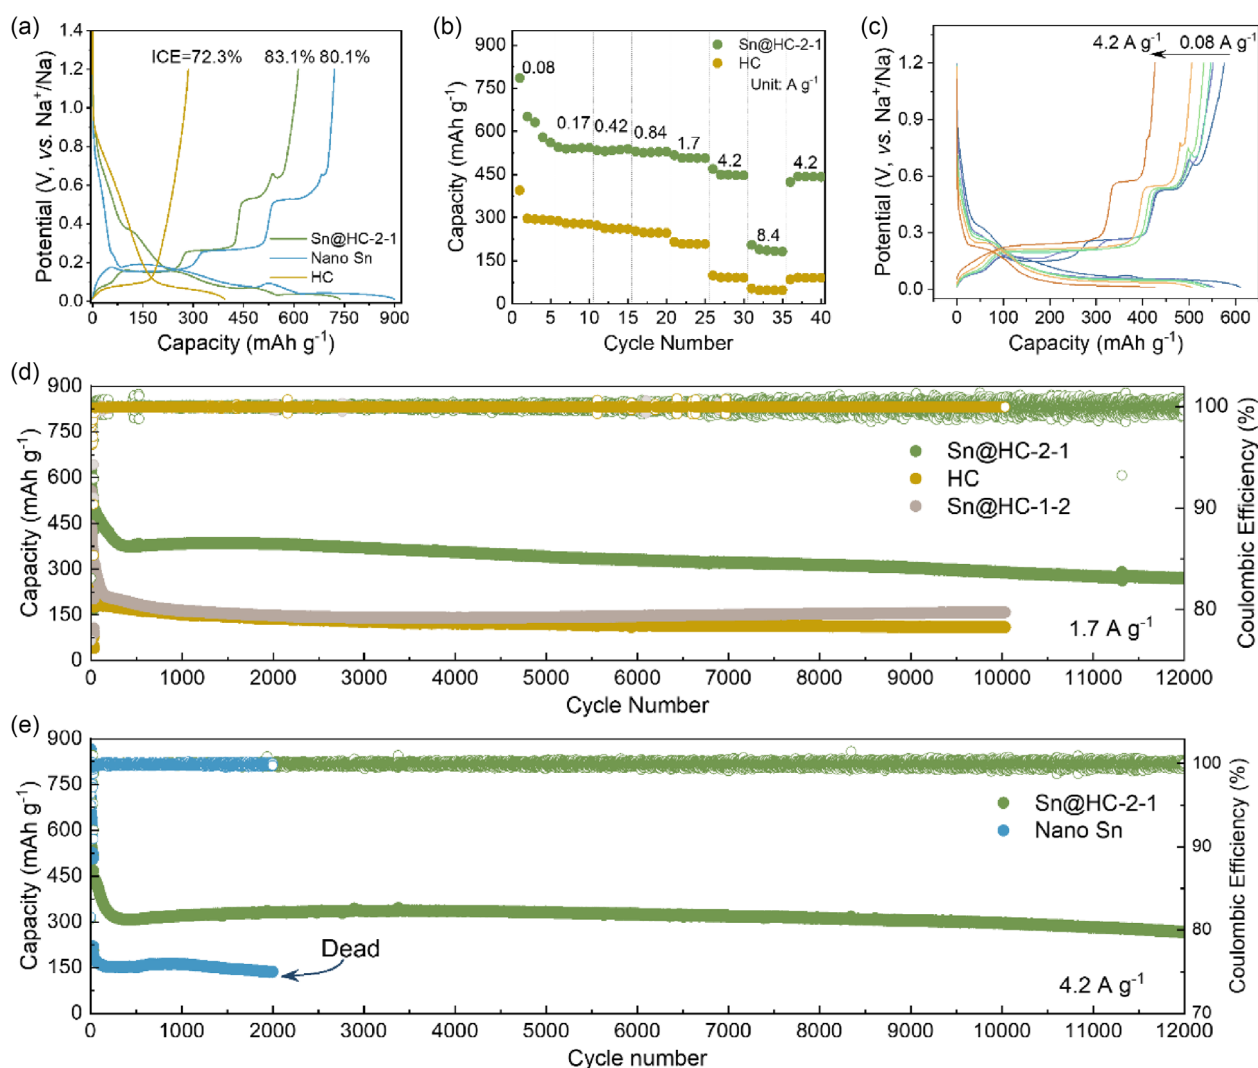 (a)
Potential (V, vs. Na⁺/Na)
1.4
1.2
1.0
0.8
0.6
0.4
0.2
0.0
ICE=72.3% 83.1% 80.1%
Sn@HC-2-1
Nano Sn
HC
0 150 300 450 600 750 900
Capacity (mAh g⁻¹)
(b)
Capacity (mAh g⁻¹)
900
750
600
450
300
150
0
Sn@HC-2-1
HC
Unit: A g⁻¹
0.08
0.17 0.42 0.84
1.7
4.2 4.2
8.4
0 5 10 15 20 25 30 35 40
Cycle Number
(c)
Potential (V, vs. Na⁺/Na)
1.2
0.9
0.6
0.3
0.0
4.2 A g⁻¹ 0.08 A g⁻¹
0 100 200 300 400 500 600
Capacity (mAh g⁻¹)
(d)
Capacity (mAh g⁻¹)
900
750
600
450
300
150
0
Sn@HC-2-1
HC
Sn@HC-1-2
1.7 A g⁻¹
100
90
80
Coulombic Efficiency (%)
0 1000 2000 3000 4000 5000 6000 7000 8000 9000 10000 11000 12000
Cycle Number
(e)
Capacity (mAh g⁻¹)
900
750
600
450
300
150
0
Sn@HC-2-1
Nano Sn
Dead
4.2 A g⁻¹
100
90
80
70
Coulombic Efficiency (%)
0 1000 2000 3000 4000 5000 6000 7000 8000 9000 10000 11000 12000
Cycle number